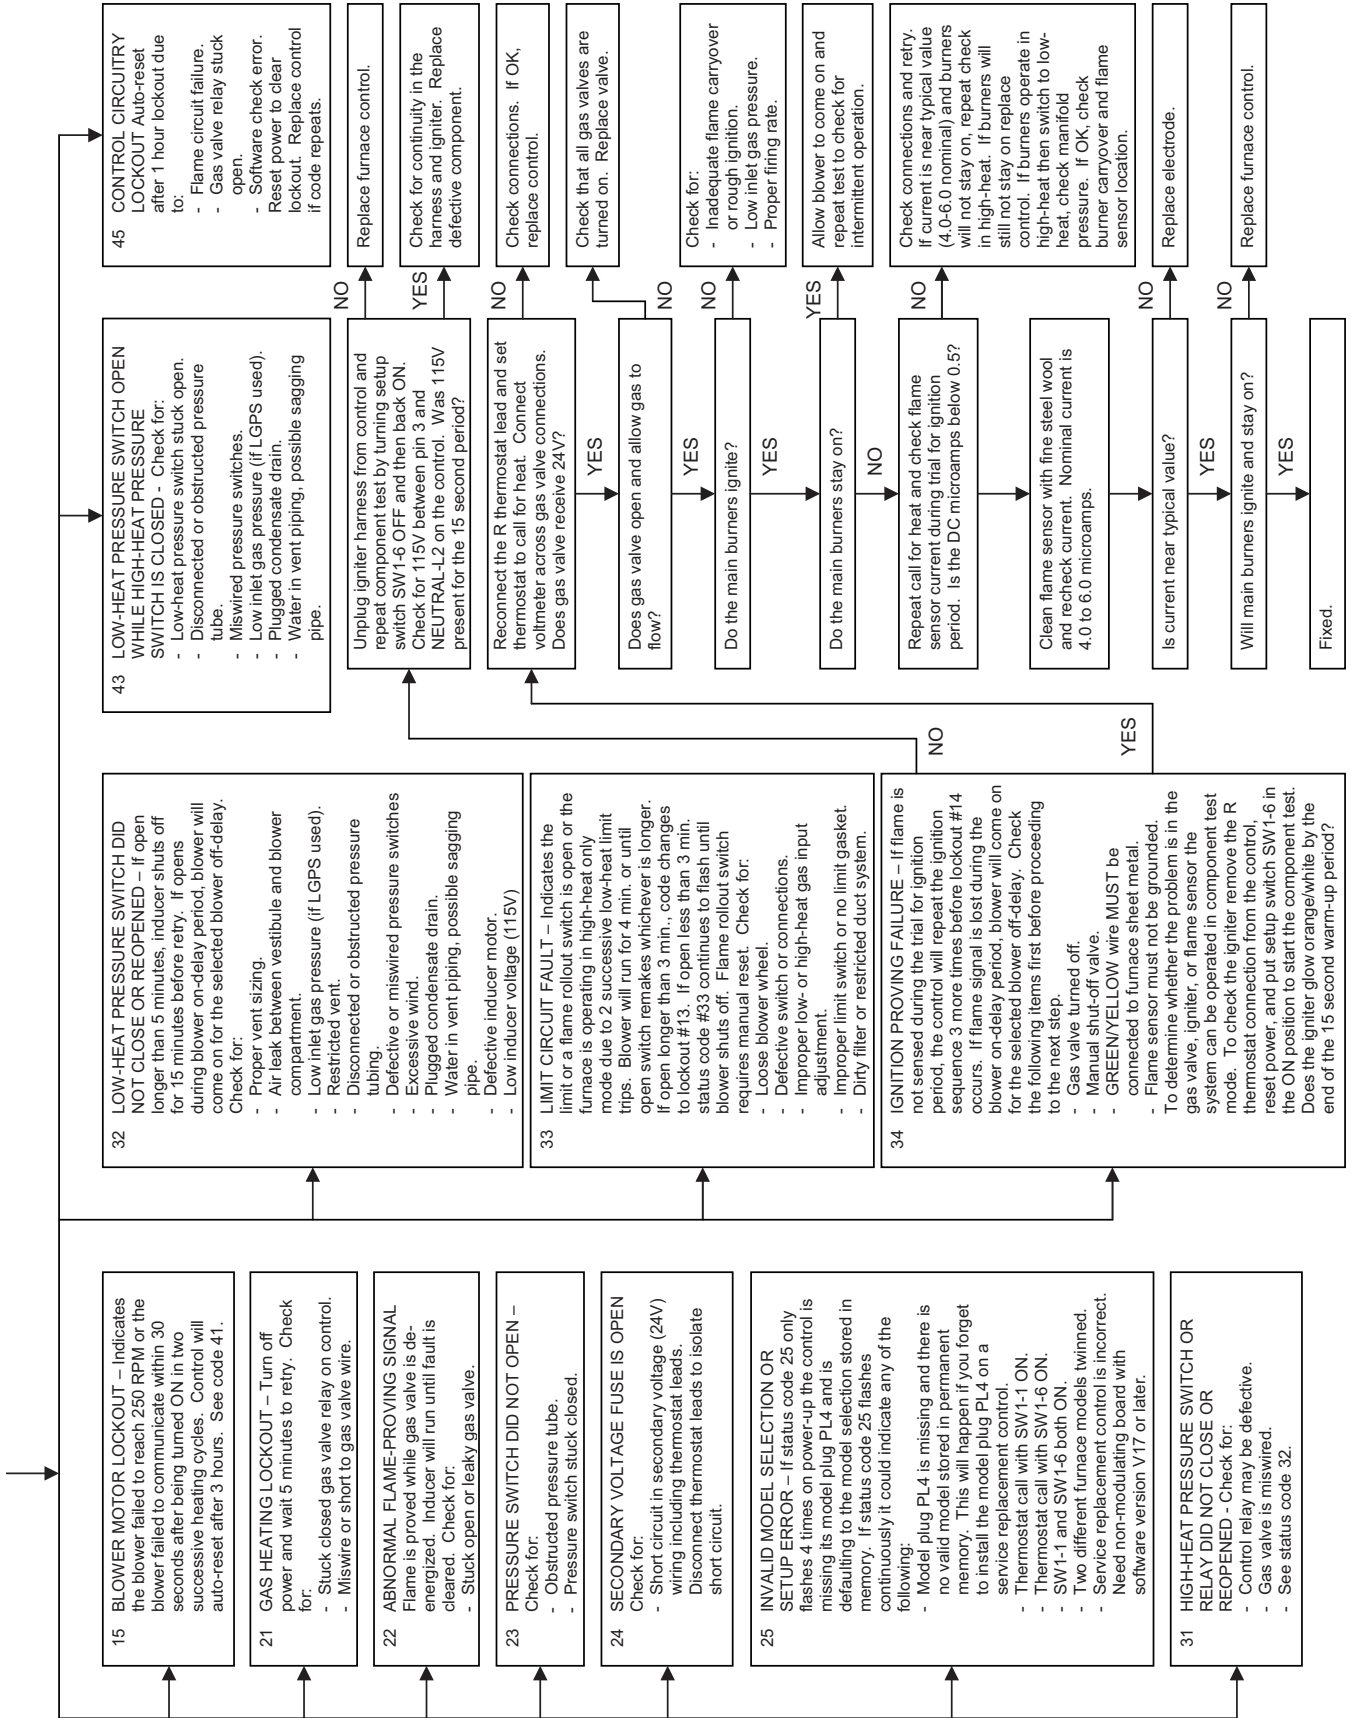 15 BLOWER MOTOR LOCKOUT – Indicates
the blower failed to reach 250 RPM or the
blower failed to communicate within 30
seconds after being turned ON in two
successive heating cycles. Control will
auto-reset after 3 hours. See code 41.
21 GAS HEATING LOCKOUT – Turn off
power and wait 5 minutes to retry. Check
for:
- Stuck closed gas valve relay on control.
- Miswire or short to gas valve wire.
22 ABNORMAL FLAME-PROVING SIGNAL
Flame is proved while gas valve is de-
energized. Inducer will run until fault is
cleared. Check for:
- Stuck open or leaky gas valve.
23 PRESSURE SWITCH DID NOT OPEN –
Check for:
- Obstructed pressure tube.
- Pressure switch stuck closed.
24 SECONDARY VOLTAGE FUSE IS OPEN
Check for:
- Short circuit in secondary voltage (24V)
wiring including thermostat leads.
Disconnect thermostat leads to isolate
short circuit.
25 INVALID MODEL SELECTION OR
SETUP ERROR – If status code 25 only
flashes 4 times on power-up the control is
missing its model plug PL4 and is
defaulting to the model selection stored in
memory. If status code 25 flashes
continuously it could indicate any of the
following:
- Model plug PL4 is missing and there is
no valid model stored in permanent
memory. This will happen if you forget
to install the model plug PL4 on a
service replacement control.
- Thermostat call with SW1-1 ON.
- Thermostat call with SW1-6 ON.
- SW1-1 and SW1-6 both ON.
- Two different furnace models twinned.
- Service replacement control is incorrect.
Need non-modulating board with
software version V17 or later.
31 HIGH-HEAT PRESSURE SWITCH OR
RELAY DID NOT CLOSE OR
REOPENED - Check for:
- Control relay may be defective.
- Gas valve is miswired.
- See status code 32.
32 LOW-HEAT PRESSURE SWITCH DID
NOT CLOSE OR REOPENED – If open
longer than 5 minutes, inducer shuts off
for 15 minutes before retry. If opens
during blower on-delay period, blower will
come on for the selected blower off-delay.
Check for:
- Proper vent sizing.
- Air leak between vestibule and blower
compartment.
- Low inlet gas pressure (if LGPS used).
- Restricted vent.
- Disconnected or obstructed pressure
tubing.
- Defective or miswired pressure switches
- Excessive wind.
- Plugged condensate drain.
- Water in vent piping, possible sagging
pipe.
- Defective inducer motor.
- Low inducer voltage (115V)
33 LIMIT CIRCUIT FAULT – Indicates the
limit or a flame rollout switch is open or the
furnace is operating in high-heat only
mode due to 2 successive low-heat limit
trips. Blower will run for 4 min. or until
open switch remakes whichever is longer.
If open longer than 3 min., code changes
to lockout #13. If open less than 3 min.
status code #33 continues to flash until
blower shuts off. Flame rollout switch
requires manual reset. Check for:
- Loose blower wheel.
- Defective switch or connections.
- Improper low- or high-heat gas input
adjustment.
- Improper limit switch or no limit gasket.
- Dirty filter or restricted duct system.
34 IGNITION PROVING FAILURE – If flame is
not sensed during the trial for ignition
period, the control will repeat the ignition
sequence 3 more times before lockout #14
occurs. If flame signal is lost during the
blower on-delay period, blower will come on
for the selected blower off-delay. Check
the following items first before proceeding
to the next step.
- Gas valve turned off.
- Manual shut-off valve.
- GREEN/YELLOW wire MUST be
connected to furnace sheet metal.
- Flame sensor must not be grounded.
To determine whether the problem is in the
gas valve, igniter, or flame sensor the
system can be operated in component test
mode. To check the igniter remove the R
thermostat connection from the control,
reset power, and put setup switch SW1-6 in
the ON position to start the component test.
Does the igniter glow orange/white by the
end of the 15 second warm-up period?
NO
YES
43 LOW-HEAT PRESSURE SWITCH OPEN
WHILE HIGH-HEAT PRESSURE
SWITCH IS CLOSED - Check for:
- Low-heat pressure switch stuck open.
- Disconnected or obstructed pressure
tube.
- Miswired pressure switches.
- Low inlet gas pressure (if LGPS used).
- Plugged condensate drain.
- Water in vent piping, possible sagging
pipe.
Unplug igniter harness from control and
repeat component test by turning setup
switch SW1-6 OFF and then back ON.
Check for 115V between pin 3 and
NEUTRAL-L2 on the control. Was 115V
present for the 15 second period?
NO
YES
Reconnect the R thermostat lead and set
thermostat to call for heat. Connect
voltmeter across gas valve connections.
Does gas valve receive 24V?
NO
YES
Does gas valve open and allow gas to
flow?
NO
YES
Do the main burners ignite?
NO
YES
Do the main burners stay on?
YES
NO
Repeat call for heat and check flame
sensor current during trial for ignition
period. Is the DC microamps below 0.5?
NO
Clean flame sensor with fine steel wool
and recheck current. Nominal current is
4.0 to 6.0 microamps.
Is current near typical value?
NO
YES
Will main burners ignite and stay on?
NO
YES
Fixed.
45 CONTROL CIRCUITRY
LOCKOUT Auto-reset
after 1 hour lockout due
to:
- Flame circuit failure.
- Gas valve relay stuck
open.
- Software check error.
Reset power to clear
lockout. Replace control
if code repeats.
Replace furnace control.
Check for continuity in the
harness and igniter. Replace
defective component.
Check connections. If OK,
replace control.
Check that all gas valves are
turned on. Replace valve.
Check for:
- Inadequate flame carryover
or rough ignition.
- Low inlet gas pressure.
- Proper firing rate.
Allow blower to come on and
repeat test to check for
intermittent operation.
Check connections and retry.
If current is near typical value
(4.0-6.0 nominal) and burners
will not stay on, repeat check
in high-heat. If burners will
still not stay on replace
control. If burners operate in
high-heat then switch to low-
heat, check manifold
pressure. If OK, check
burner carryover and flame
sensor location.
Replace electrode.
Replace furnace control.